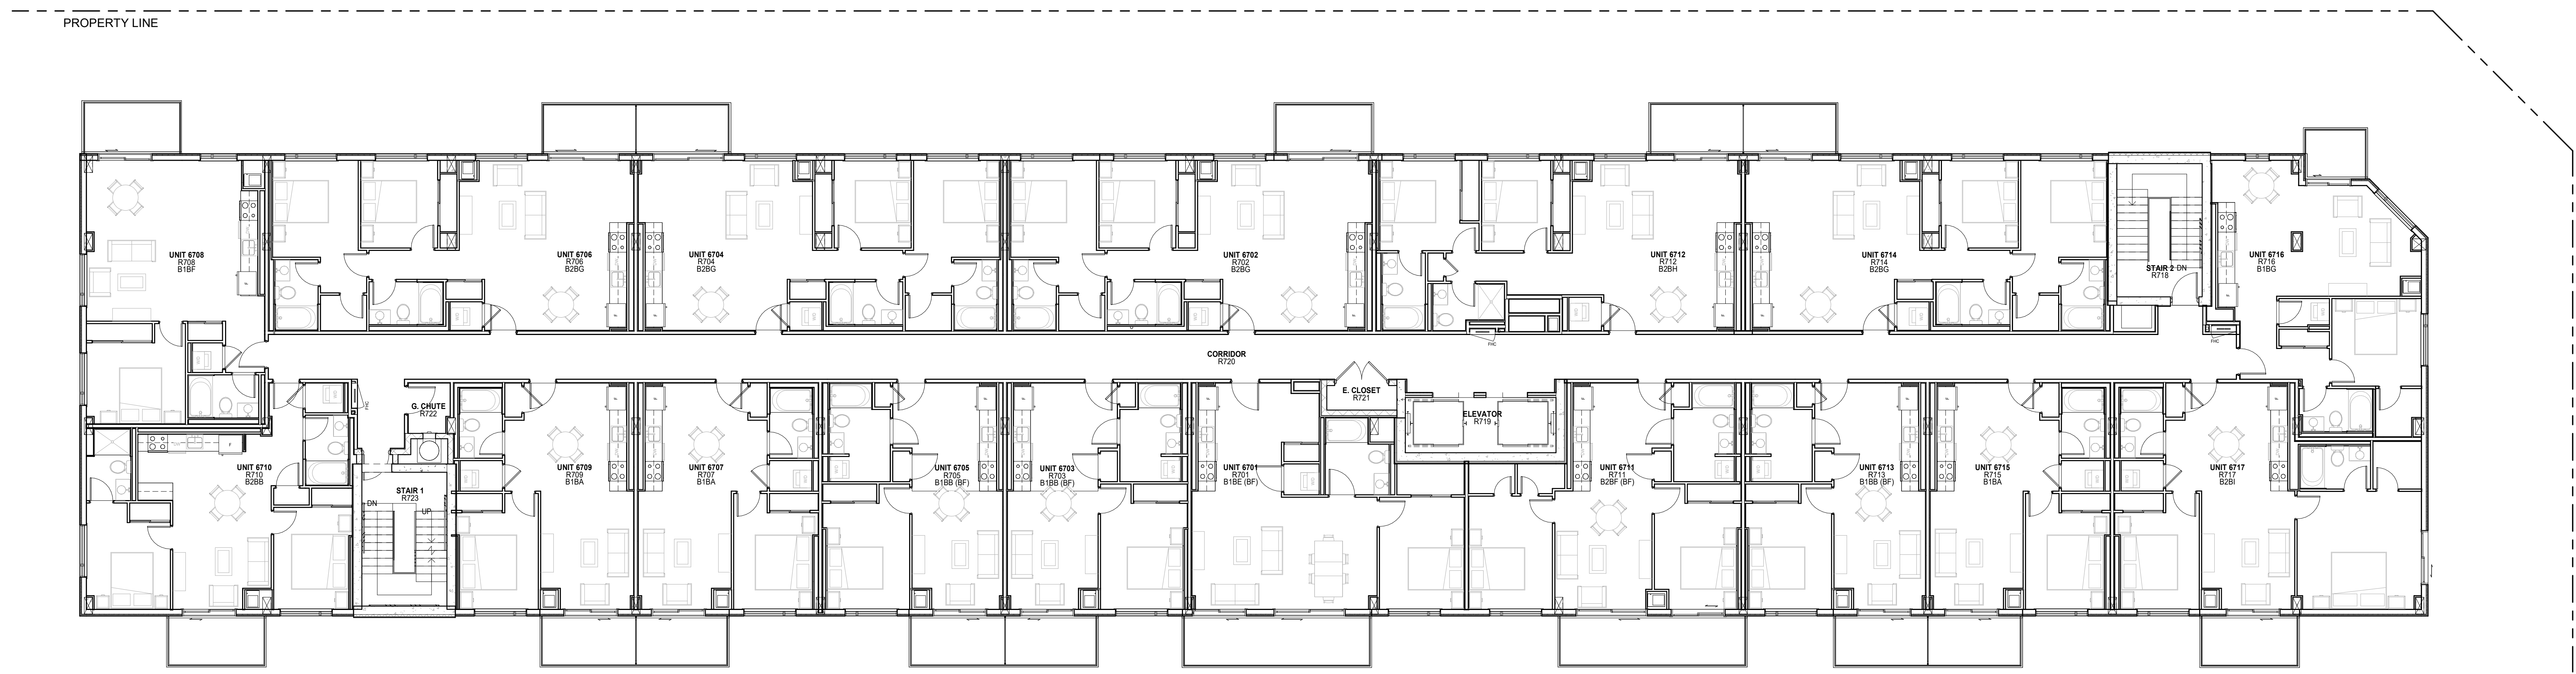 PROPERTY LINE
UNIT 6708
R708
B1BF
UNIT 6706
R706
B2BG
UNIT 6704
R704
B2BG
UNIT 6702
R702
B2BG
UNIT 6712
R712
B2BH
UNIT 6714
R714
B2BG
STAIR 2
R718
DN
UNIT 6716
R716
B1BG
FHC
FHC
CORRIDOR
R720
FHC
G. CHUTE
R722
E. CLOSET
R721
ELEVATOR
R719
UNIT 6710
R710
B2BB
F
STAIR 1
R723
DN
UP
UNIT 6709
R709
B1BA
UNIT 6707
R707
B1BA
UNIT 6705
R705
B1BB (BF)
UNIT 6703
R703
B1BB (BF)
UNIT 6701
R701
B1BE (BF)
UNIT 6711
R711
B2BF (BF)
UNIT 6713
R713
B1BB (BF)
UNIT 6715
R715
B1BA
UNIT 6717
R717
B2BI